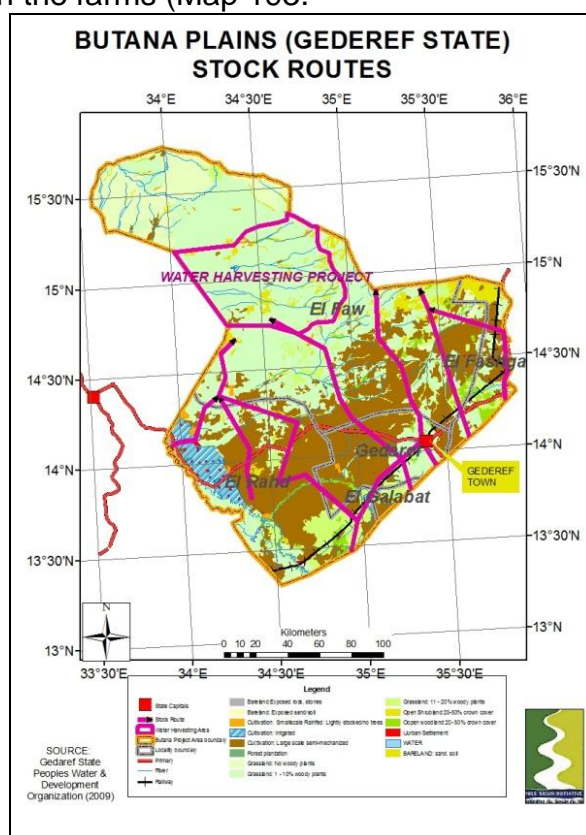 in the farms (Map 108.
BUTANA PLAINS (GEDEREF STATE)
STOCK ROUTES
34°E 34°30'E 35°E 35°30'E 36°E
15°30'N 15°30'N
WATER HARVESTING PROJECT
15°N 15°N
El Faw
El Fashga
14°30'N 14°30'N
Gedaref
14°N 14°N
GEDEREF
TOWN
El Rahd
El Galabat
13°30'N 13°30'N
N
Kilometers
0 10 20 40 60 80 100
13°N 13°N
33°30'E 34°E 34°30'E 35°E 35°30'E
Legend
State Capitals
Stock Route
Water Harvesting Area
Butana Project Area boundary
Locality boundary
Primary
River
Railway
Bareland Exposed rock, stones
Bareland: Exposed sand/soil
Cultivation: Smallscale Rainfed: Lightly stocked/no trees
Cultivation: Irrigated
Cultivation: Large scale semi-mechanized
Forest plantation
Grassland: No woody plants
Grassland: 1 - 10% woody plants
Grassland: 11 - 20% woody plants
Open Shrubland 20-50% crown cover
Open woodland 20-50% crown cover
Urban Settlement
WATER
BARELAND: sand, soil
SOURCE:
Gedaref State
Peoples Water &
Development
Organization (2009)
NILE BASIN INITIATIVE